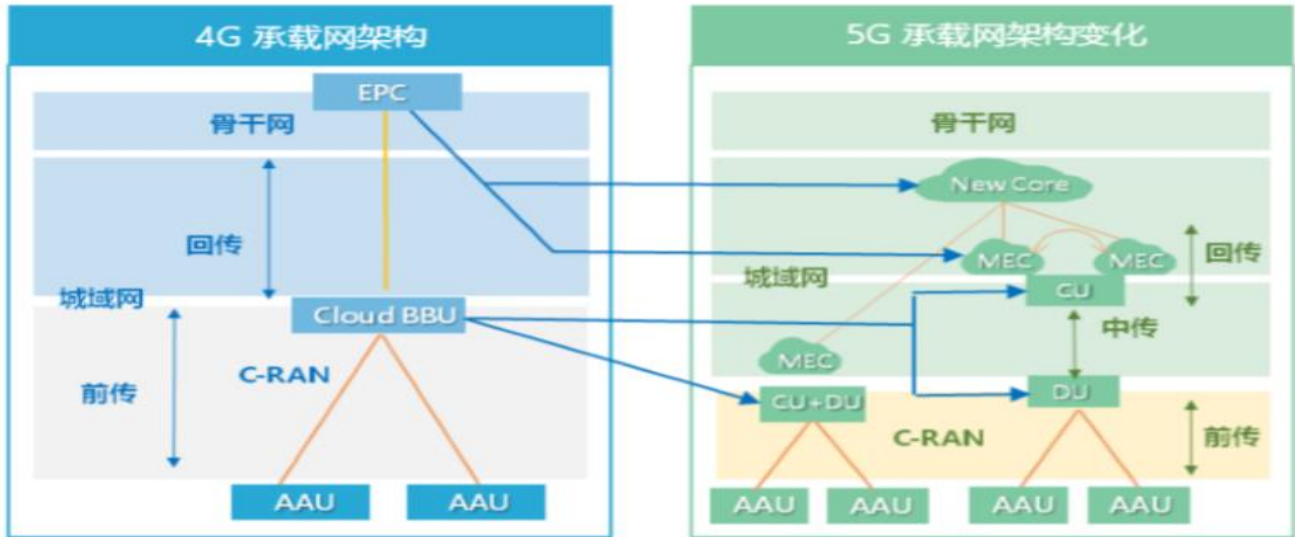 4G 承载网架构
EPC
骨干网
回传
城域网
Cloud BBU
C-RAN
前传
AAU
AAU
5G 承载网架构变化
骨干网
New Core
MEC
MEC
回传
城域网
CU
中传
MEC
CU+DU
DU
C-RAN
前传
AAU
AAU
AAU
AAU